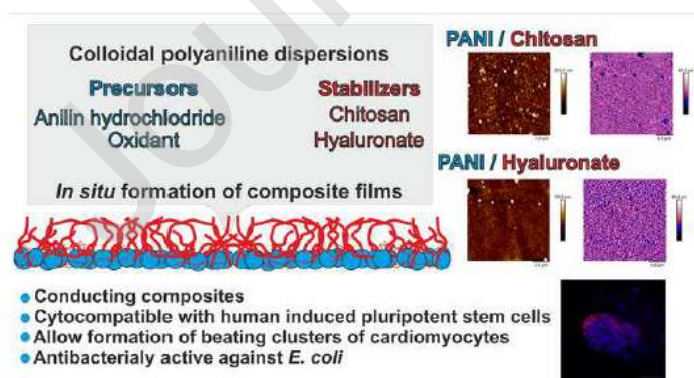 Colloidal polyaniline dispersions
Precursors
Anilin hydrochlodride
Oxidant
Stabilizers
Chitosan
Hyaluronate
In situ formation of composite films
PANI / Chitosan
PANI / Hyaluronate
Conducting composites
Cytocompatible with human induced pluripotent stem cells
Allow formation of beating clusters of cardiomyocytes
Antibacterialy active against E. coli